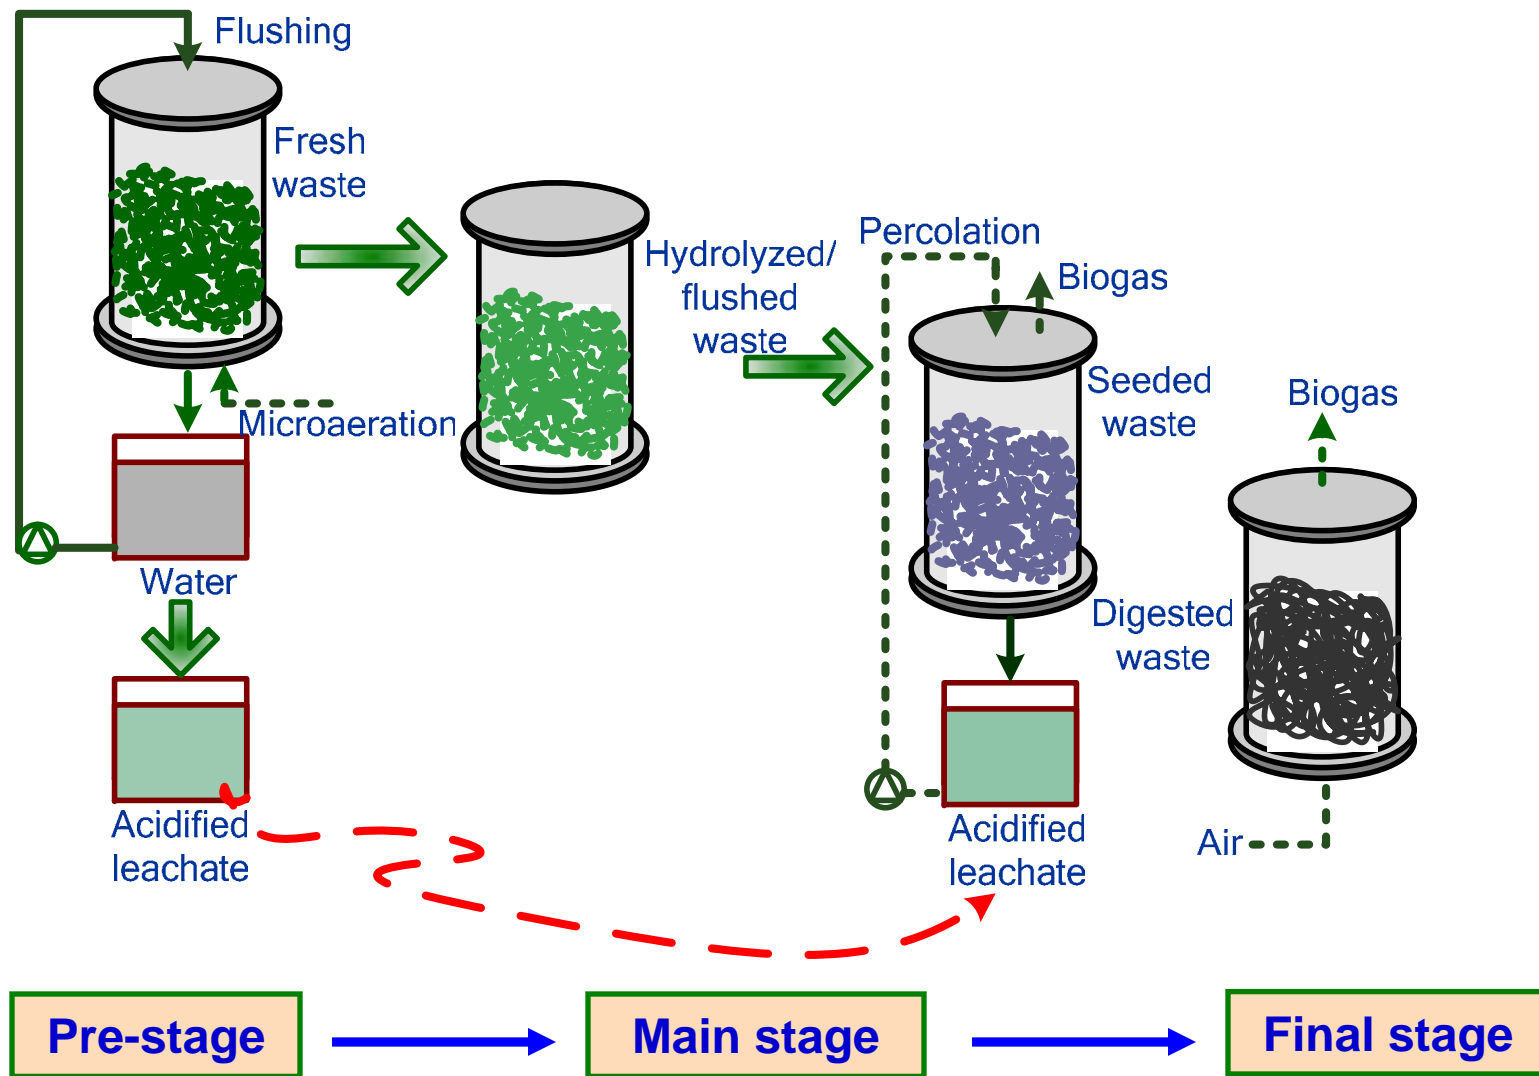 Flushing
Fresh
waste
Microaeration
Water
Acidified
leachate
Hydrolyzed/
flushed
waste
Percolation
Biogas
Seeded
waste
Acidified
leachate
Biogas
Digested
waste
Air
Pre-stage
Main stage
Final stage